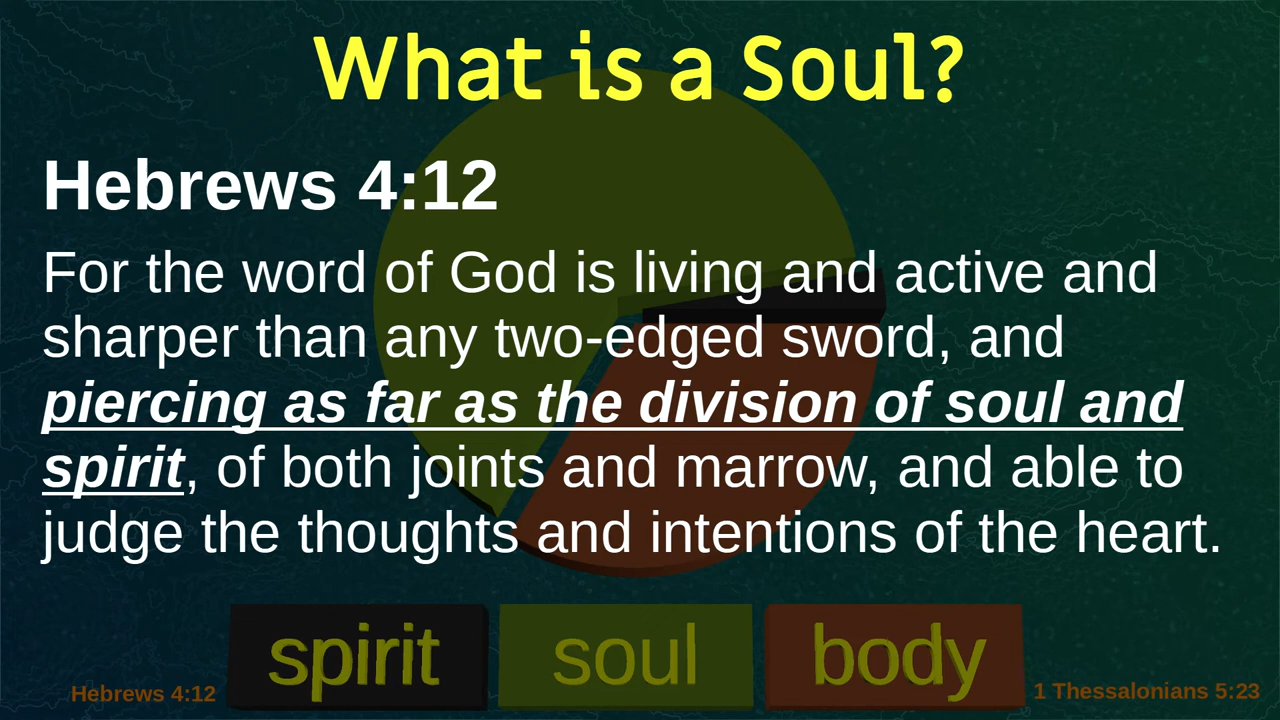 What is a Soul?
Hebrews 4:12
For the word of God is living and active and
sharper than any two-edged sword, and
piercing as far as the division of soul and
spirit, of both joints and marrow, and able to
judge the thoughts and intentions of the heart.
spirit soul body
Hebrews 4:12 1 Thessalonians 5:23